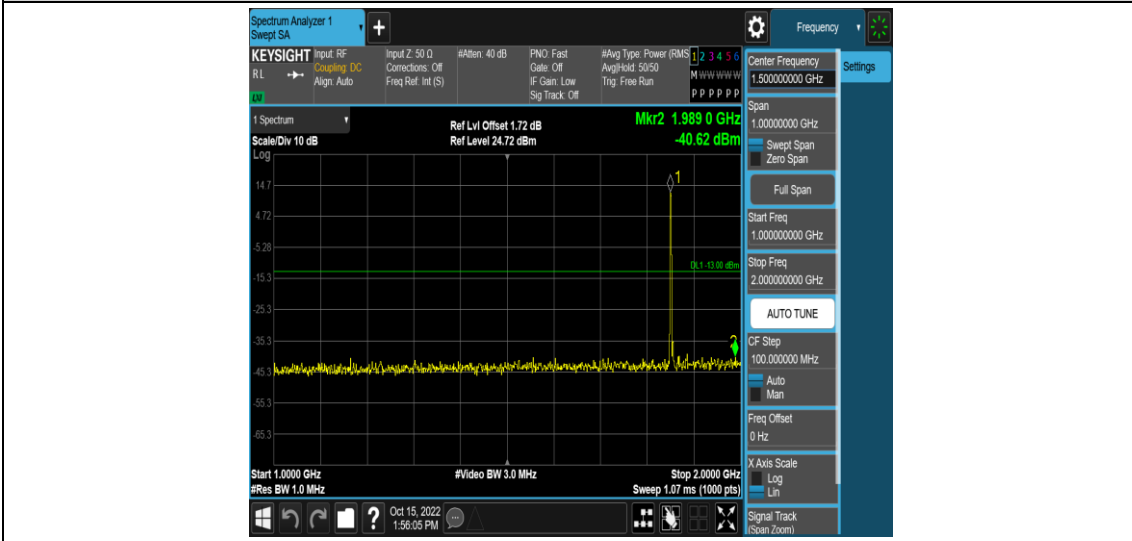 Spectrum Analyzer 1
Swept SA
+
Frequency
KEYSIGHT
RL
LXI
Input: RF
Coupling: DC
Align: Auto
Input Z: 50 Ω
Corrections: Off
Freq Ref: Int (S)
#Atten: 40 dB
PNO: Fast
Gate: Off
IF Gain: Low
Sig Track: Off
#Avg Type: Power (RMS
Avg|Hold: 50/50
Trig: Free Run
1 2 3 4 5 6
M W W W W W
P P P P P P
Center Frequency
1.500000000 GHz
Settings
1 Spectrum
Scale/Div 10 dB
Log
Ref Lvl Offset 1.72 dB
Ref Level 24.72 dBm
Mkr2 1.989 0 GHz
-40.62 dBm
Span
1.00000000 GHz
Swept Span
Zero Span
Full Span
Start Freq
1.000000000 GHz
Stop Freq
2.000000000 GHz
AUTO TUNE
CF Step
100.000000 MHz
Auto
Man
Freq Offset
0 Hz
X Axis Scale
Log
Lin
Signal Track
(Span Zoom)
14.7
4.72
-5.28
-15.3
-25.3
-35.3
-45.3
-55.3
-65.3
1
DL1 -13.00 dBm
2
Start 1.0000 GHz
#Res BW 1.0 MHz
#Video BW 3.0 MHz
Stop 2.0000 GHz
Sweep 1.07 ms (1000 pts)
?
Oct 15, 2022
1:56:05 PM